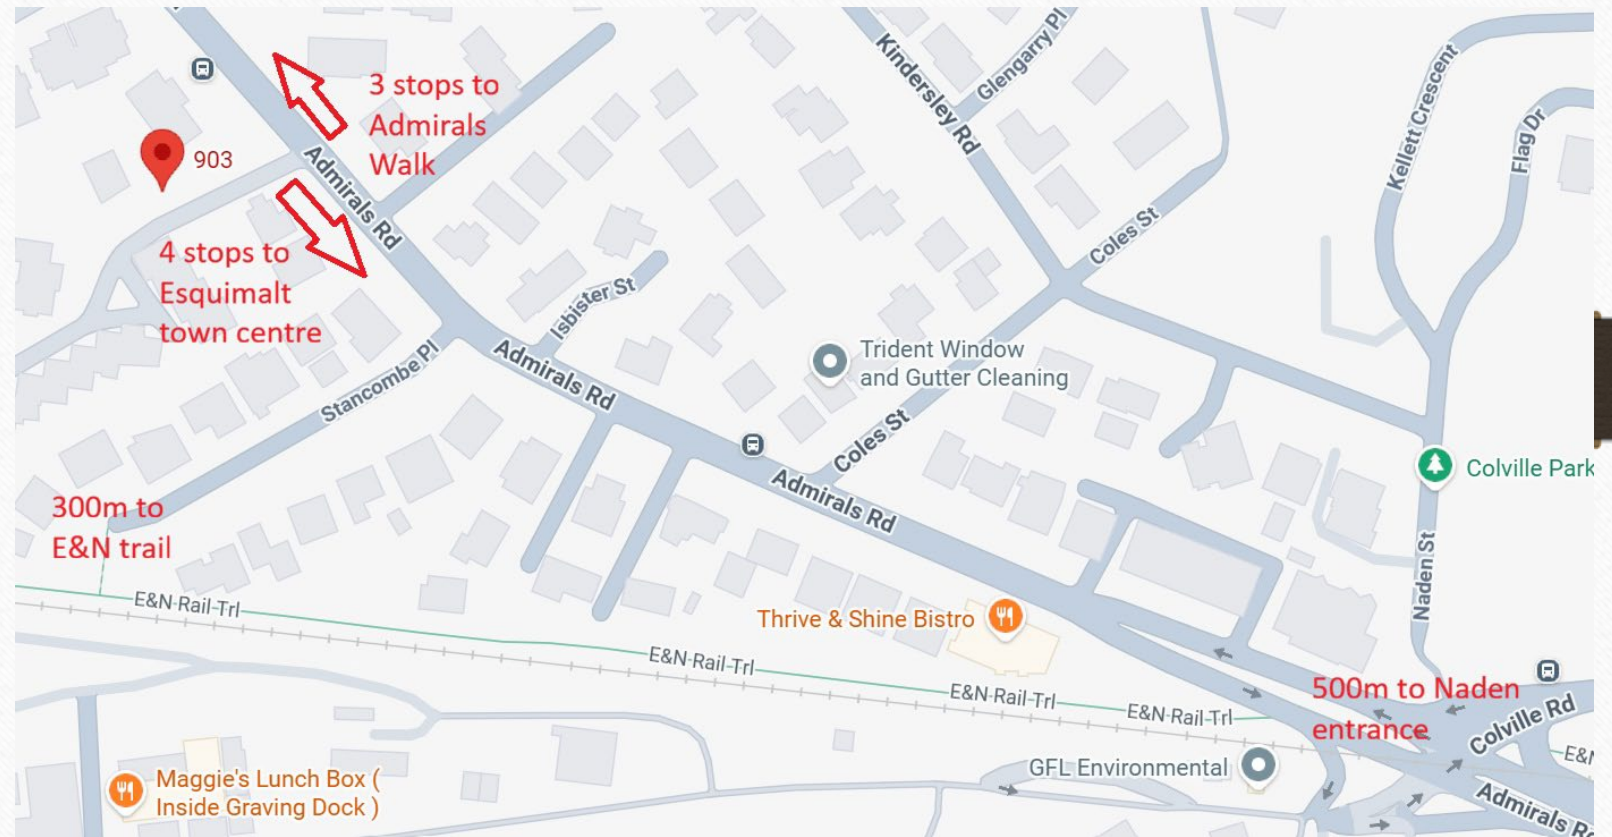 3 stops to
Admirals
Walk
903
4 stops to
Esquimalt
town centre
Admirals Rd
Kindersley Rd
Glengarry Pl
Kellett Crescent
Flag Dr
Coles St
Isbister St
Stancombe Pl
Admirals Rd
Trident Window
and Gutter Cleaning
Coles St
Admirals Rd
Colville Park
300m to
E&N trail
Naden St
E&N Rail Trl
Thrive & Shine Bistro
E&N Rail Trl
E&N Rail Trl
E&N Rail Trl
500m to Naden
entrance
Colville Rd
Maggie's Lunch Box (
Inside Graving Dock )
GFL Environmental
Admirals